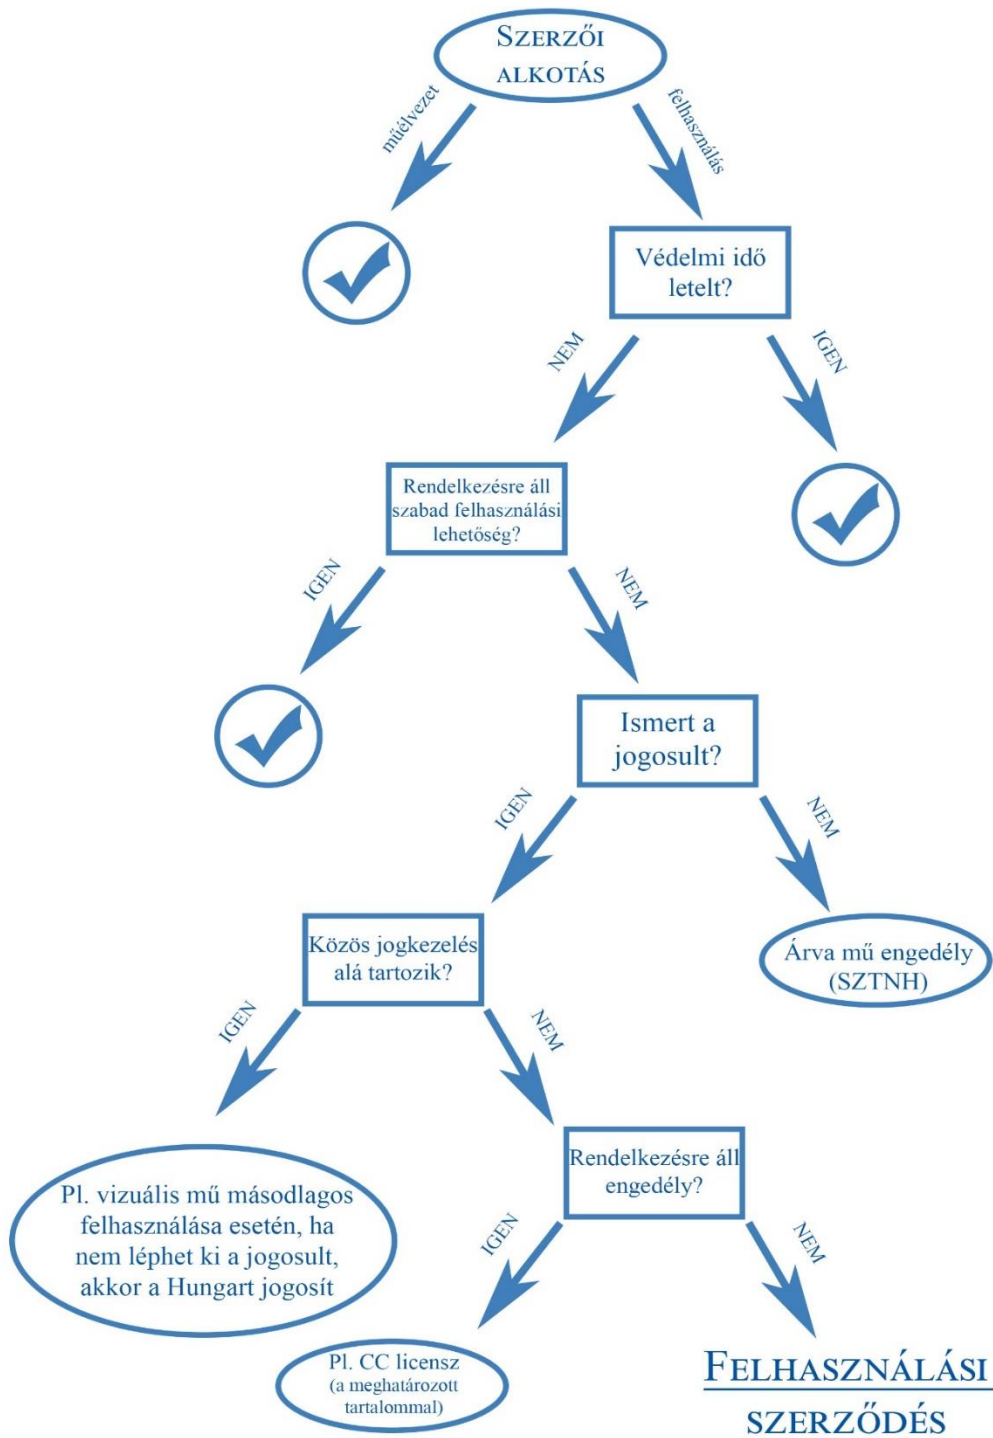 SZERZŐI
ALKOTÁS
műélvezet
felhasználás
Védelmi idő
letelt?
NEM
IGEN
Rendelkezésre áll
szabad felhasználási
lehetőség?
IGEN
NEM
Ismert a
jogosult?
IGEN
NEM
Közös jogkezelés
alá tartozik?
Árva mű engedély
(SZTNH)
IGEN
NEM
Pl. vizuális mű másodlagos
felhasználása esetén, ha
nem léphet ki a jogosult,
akkor a Hungart jogosít
Rendelkezésre áll
engedély?
IGEN
NEM
Pl. CC licensz
(a meghatározott
tartalommal)
FELHASZNÁLÁSI
SZERZŐDÉS